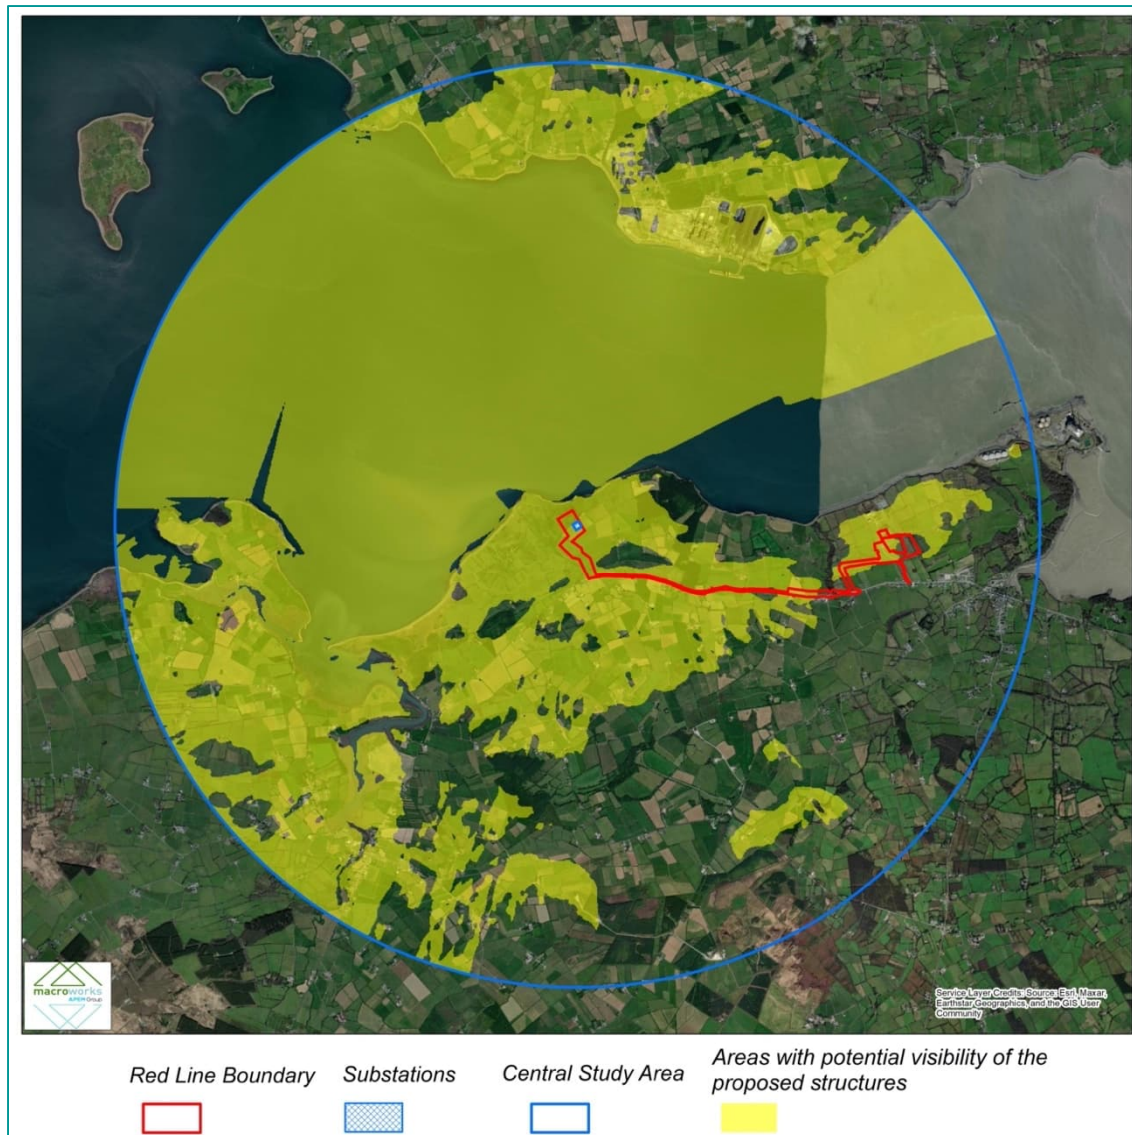 macroworks
APEM Group
Service Layer Credits: Source: Esri, Maxar,
Earthstar Geographics, and the GIS User
Community
Red Line Boundary
Substations
Central Study Area
Areas with potential visibility of the
proposed structures